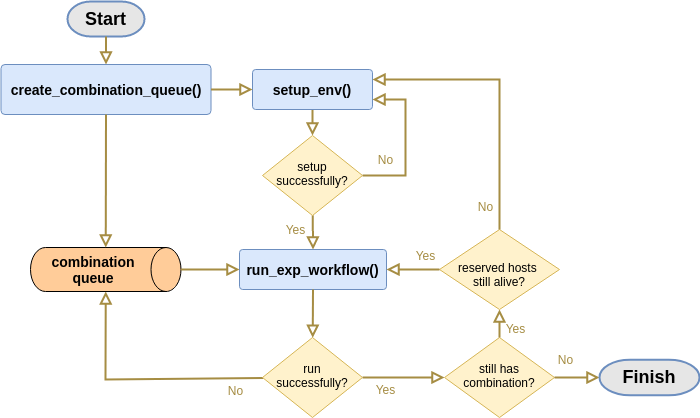 Start
create_combination_queue()
setup_env()
setup
successfully?
No
Yes
No
combination
queue
run_exp_workflow()
Yes
reserved hosts
still alive?
Yes
run
successfully?
No
Yes
still has
combination?
No
Finish